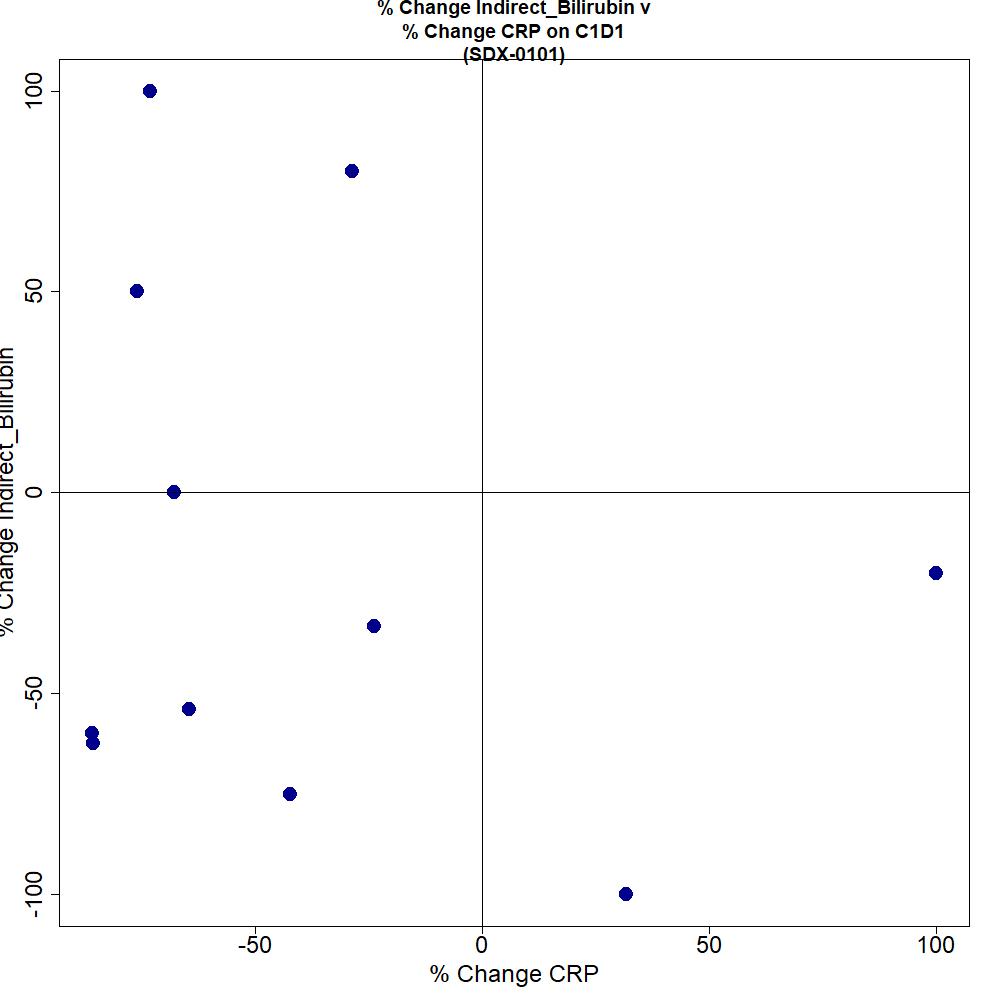 % Change Indirect_Bilirubin v
% Change CRP on C1D1
(SDX-0101)
% Change Indirect_Bilirubin
100
50
0
-50
-100
-50
0
50
100
% Change CRP